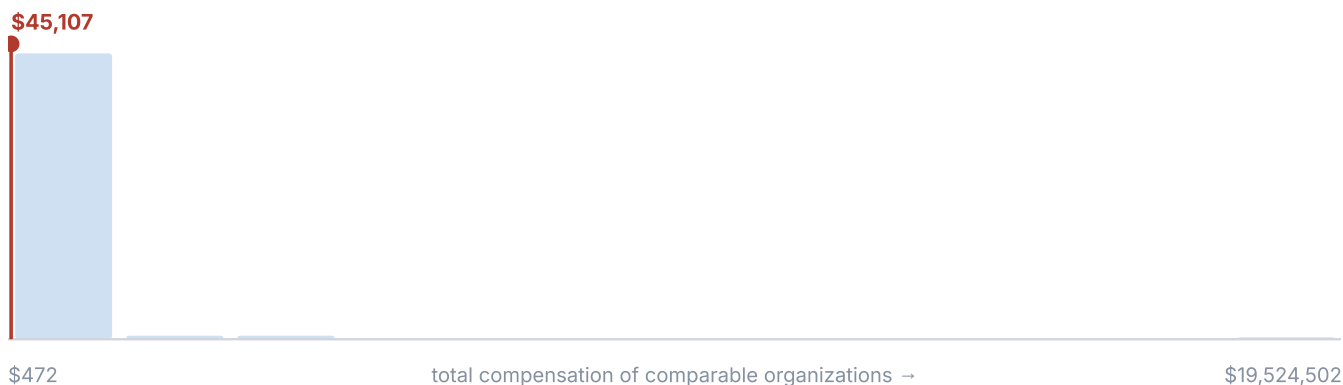 $45,107
$472 total compensation of comparable organizations → $19,524,502